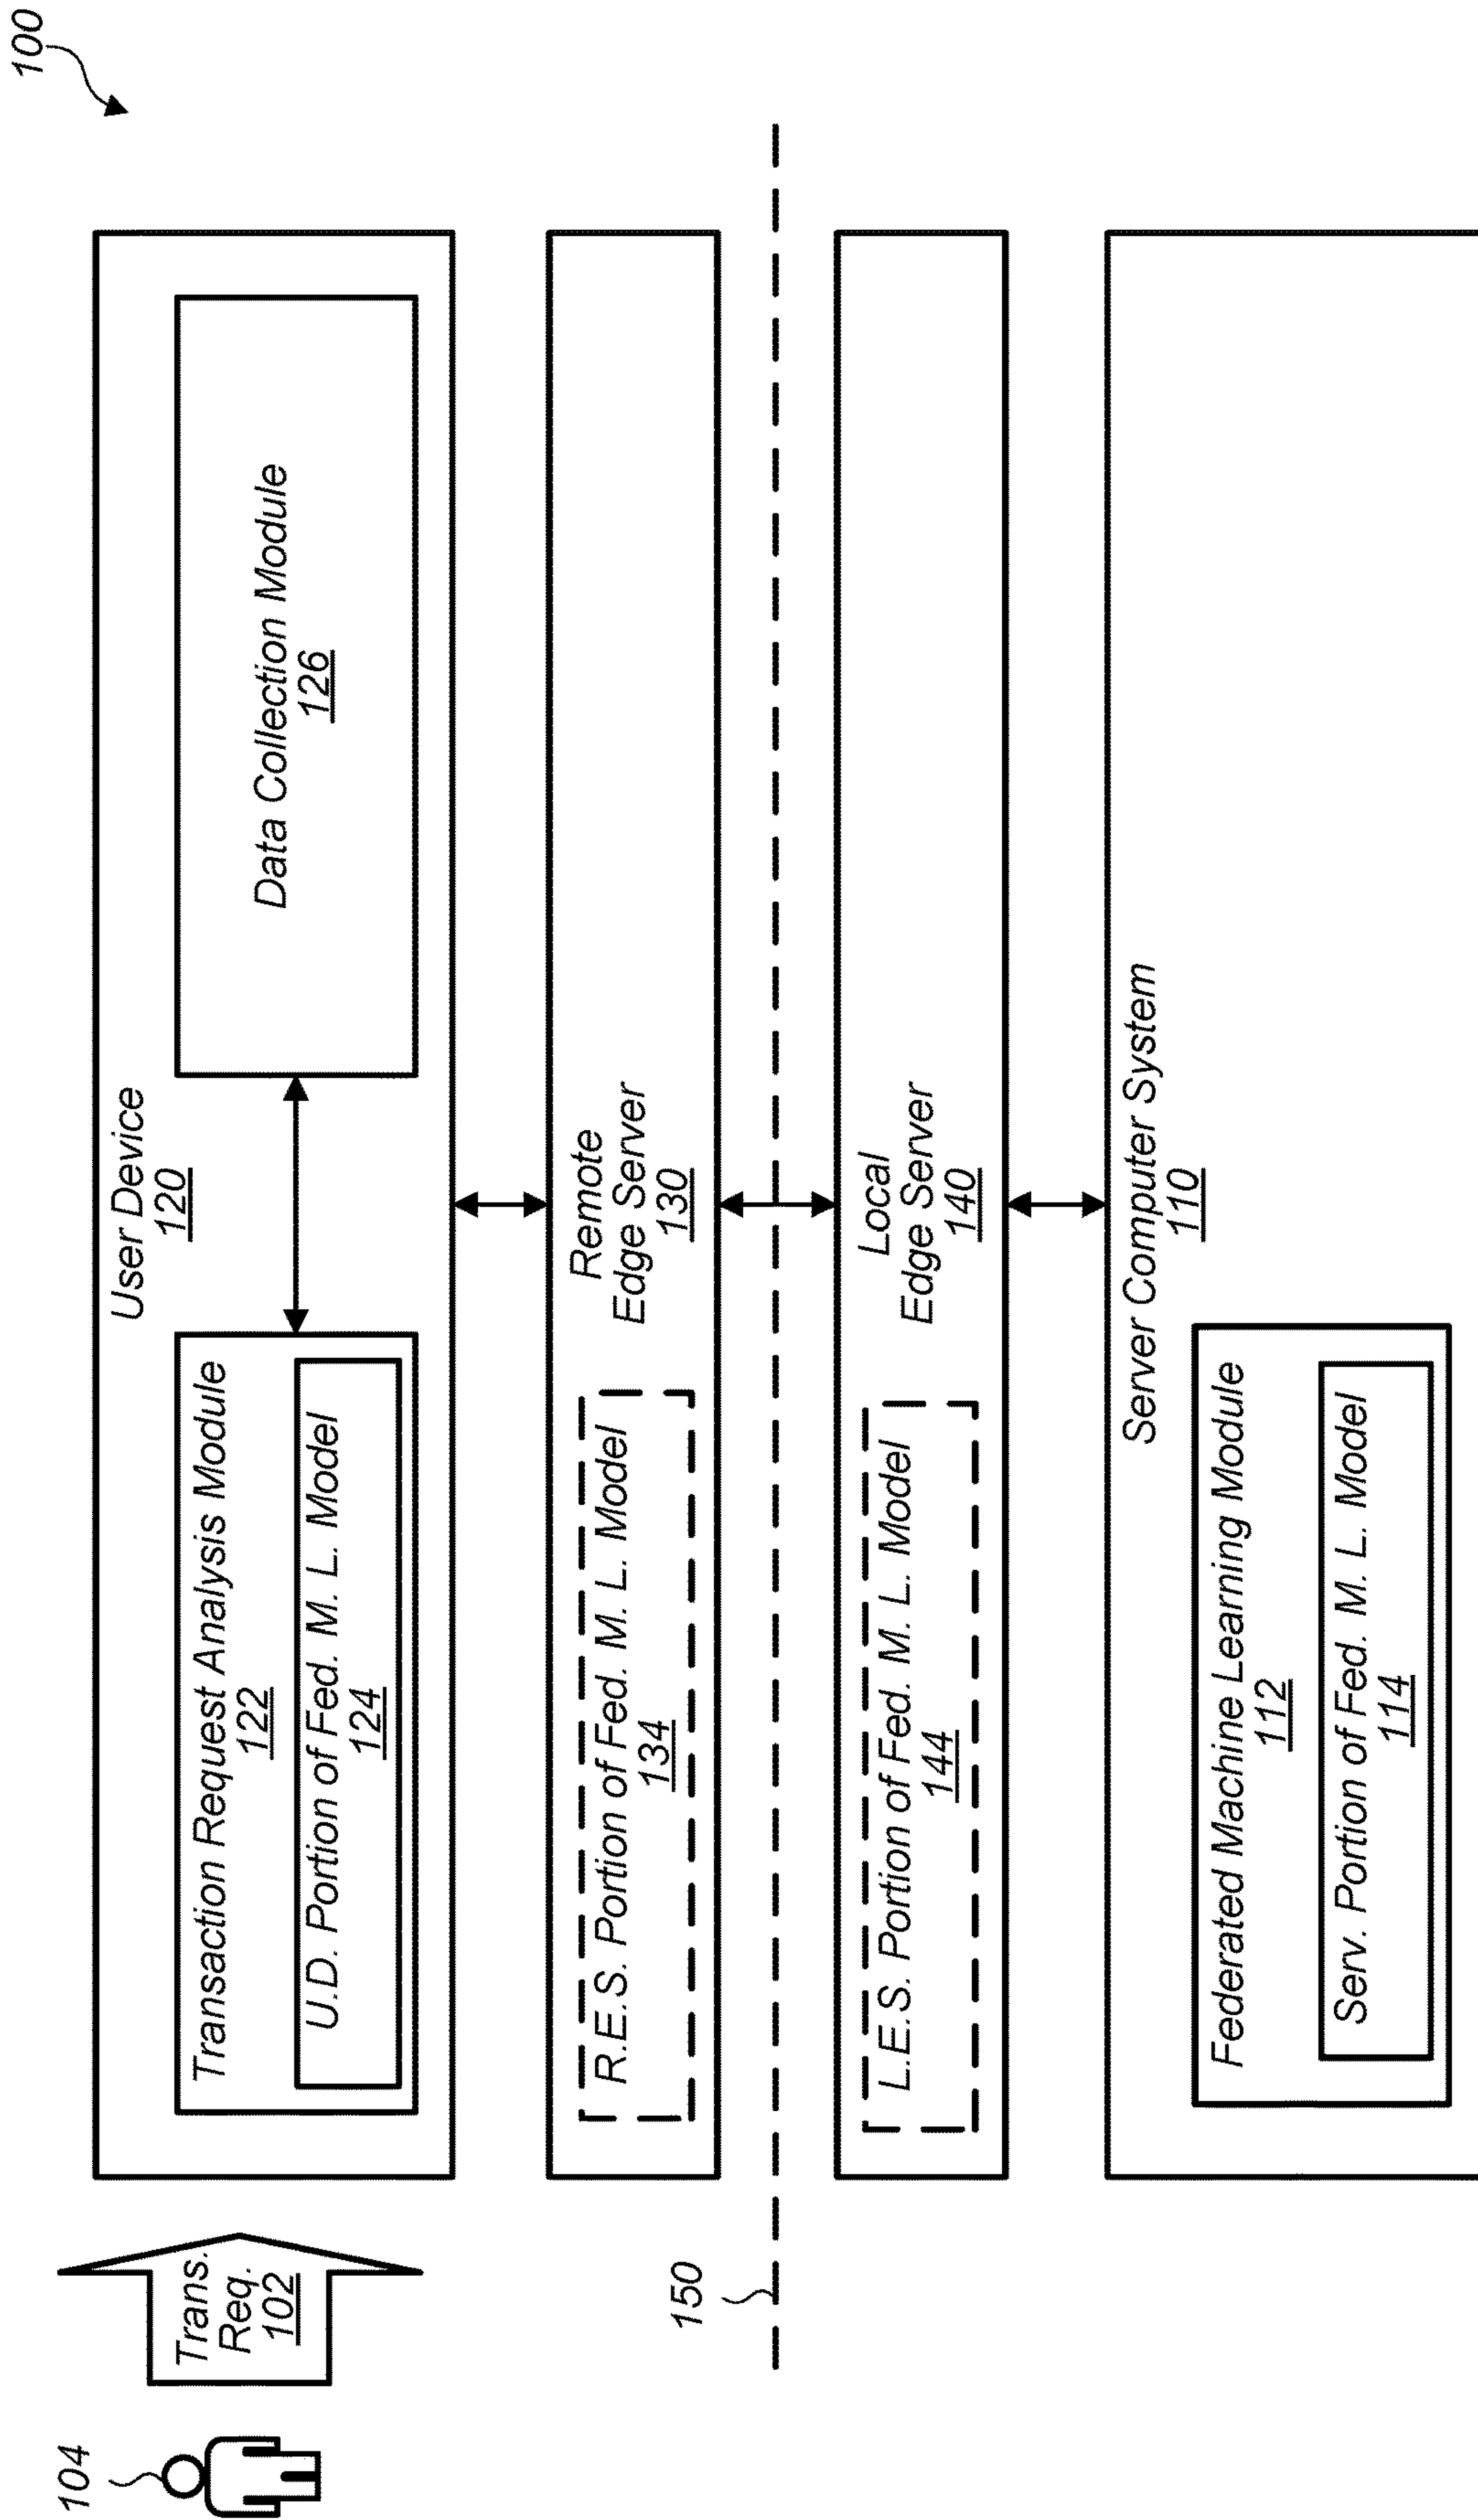 100
104
Trans.
Req.
102
User Device
120
Transaction Request Analysis Module
122
U.D. Portion of Fed. M. L. Model
124
Data Collection Module
126
Remote
Edge Server
130
R.E.S. Portion of Fed. M. L. Model
134
150
Local
Edge Server
140
L.E.S. Portion of Fed. M. L. Model
144
Server Computer System
110
Federated Machine Learning Module
112
Serv. Portion of Fed. M. L. Model
114